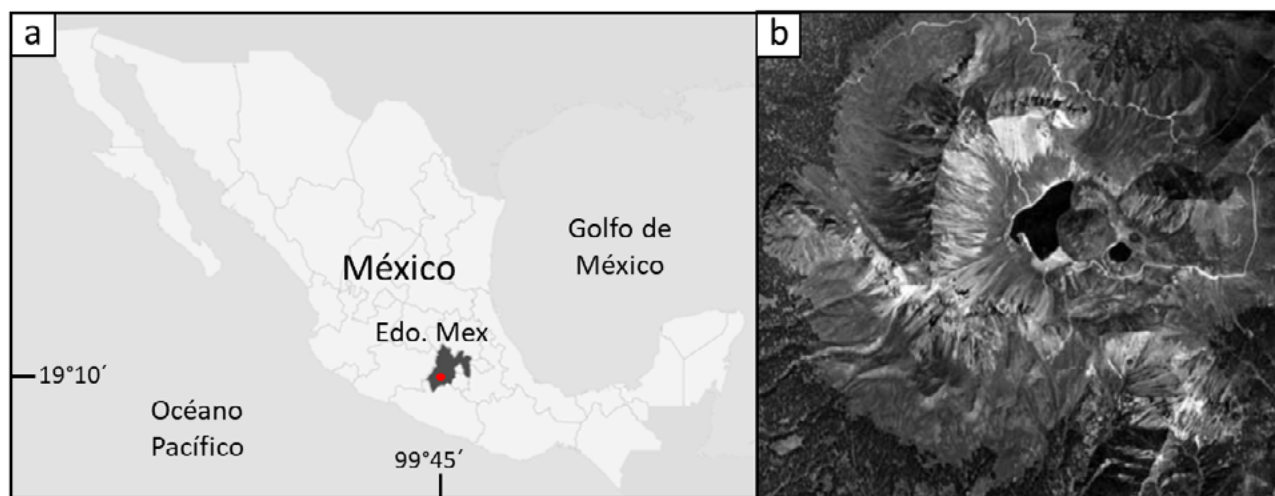 a
b
México
Golfo de
México
Edo. Mex
19°10´
Océano
Pacífico
99°45´